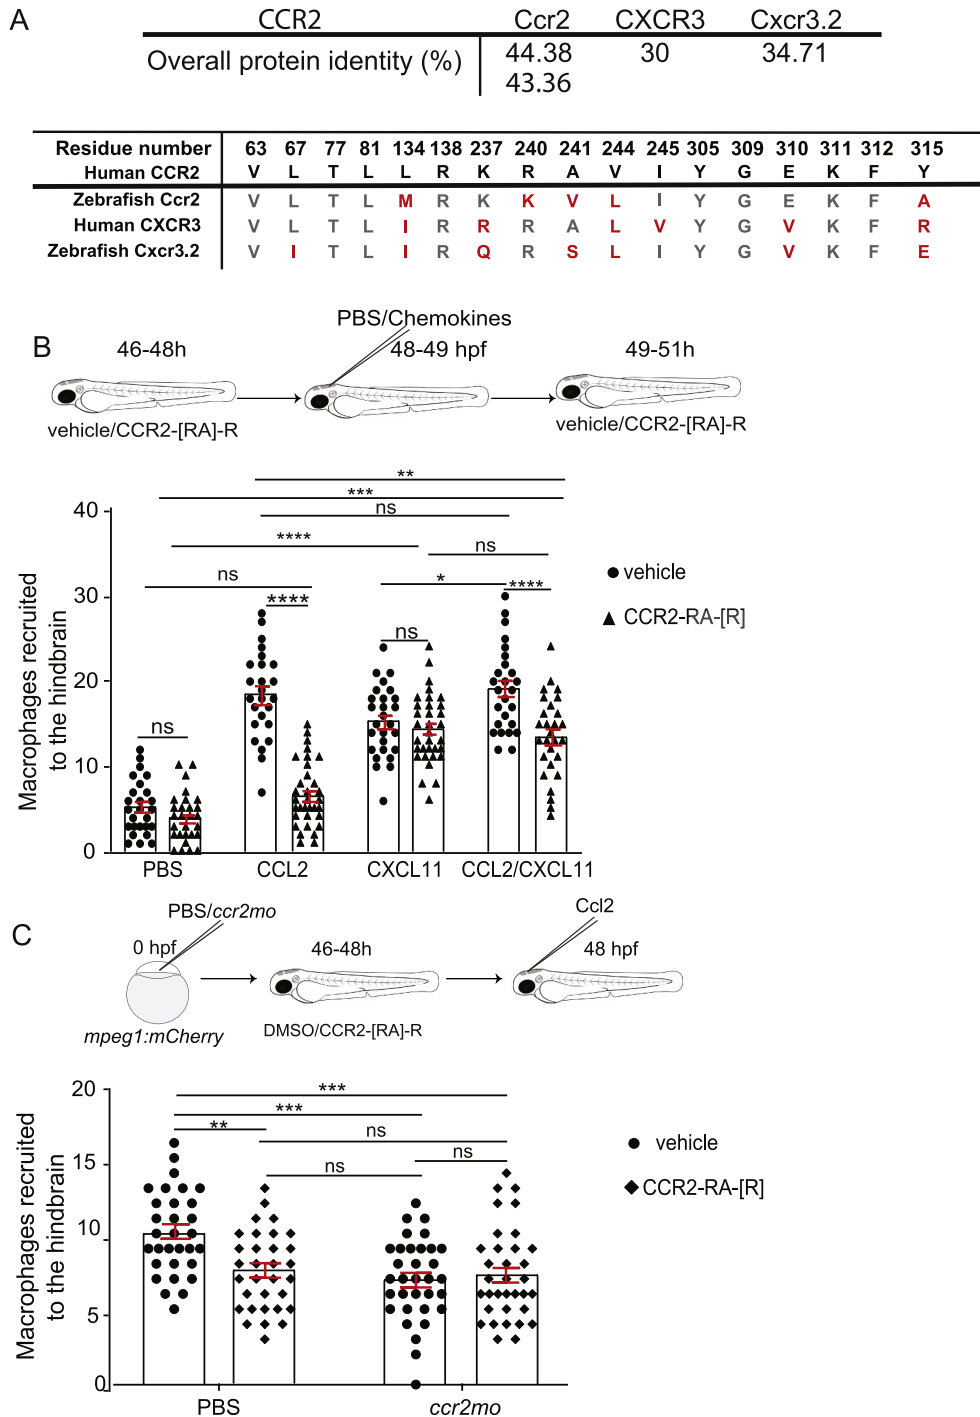 A
CCR2 Ccr2 CXCR3 Cxcr3.2
Overall protein identity (%) 44.38 30 34.71
43.36
Residue number 63 67 77 81 134 138 237 240 241 244 245 305 309 310 311 312 315
Human CCR2 V L T L L R K R A V I Y G E K F Y
Zebrafish Ccr2 V L T L M R K K V L I Y G E K F A
Human CXCR3 V L T L I R R R A L V Y G V K F R
Zebrafish Cxcr3.2 V I T L I R Q R S L I Y G V K F E
B
PBS/Chemokines
46-48h 48-49 hpf 49-51h
vehicle/CCR2-[RA]-R vehicle/CCR2-[RA]-R
**
***
ns
****
ns
ns
*
****
****
ns
ns
Macrophages recruited
to the hindbrain
40
30
20
10
0
vehicle
CCR2-RA-[R]
PBS CCL2 CXCL11 CCL2/CXCL11
C
PBS/ccr2mo
Ccl2
0 hpf 46-48h 48 hpf
mpeg1:mCherry
DMSO/CCR2-[RA]-R
***
***
**
ns
ns
ns
Macrophages recruited
to the hindbrain
20
15
10
5
0
vehicle
CCR2-RA-[R]
PBS ccr2mo